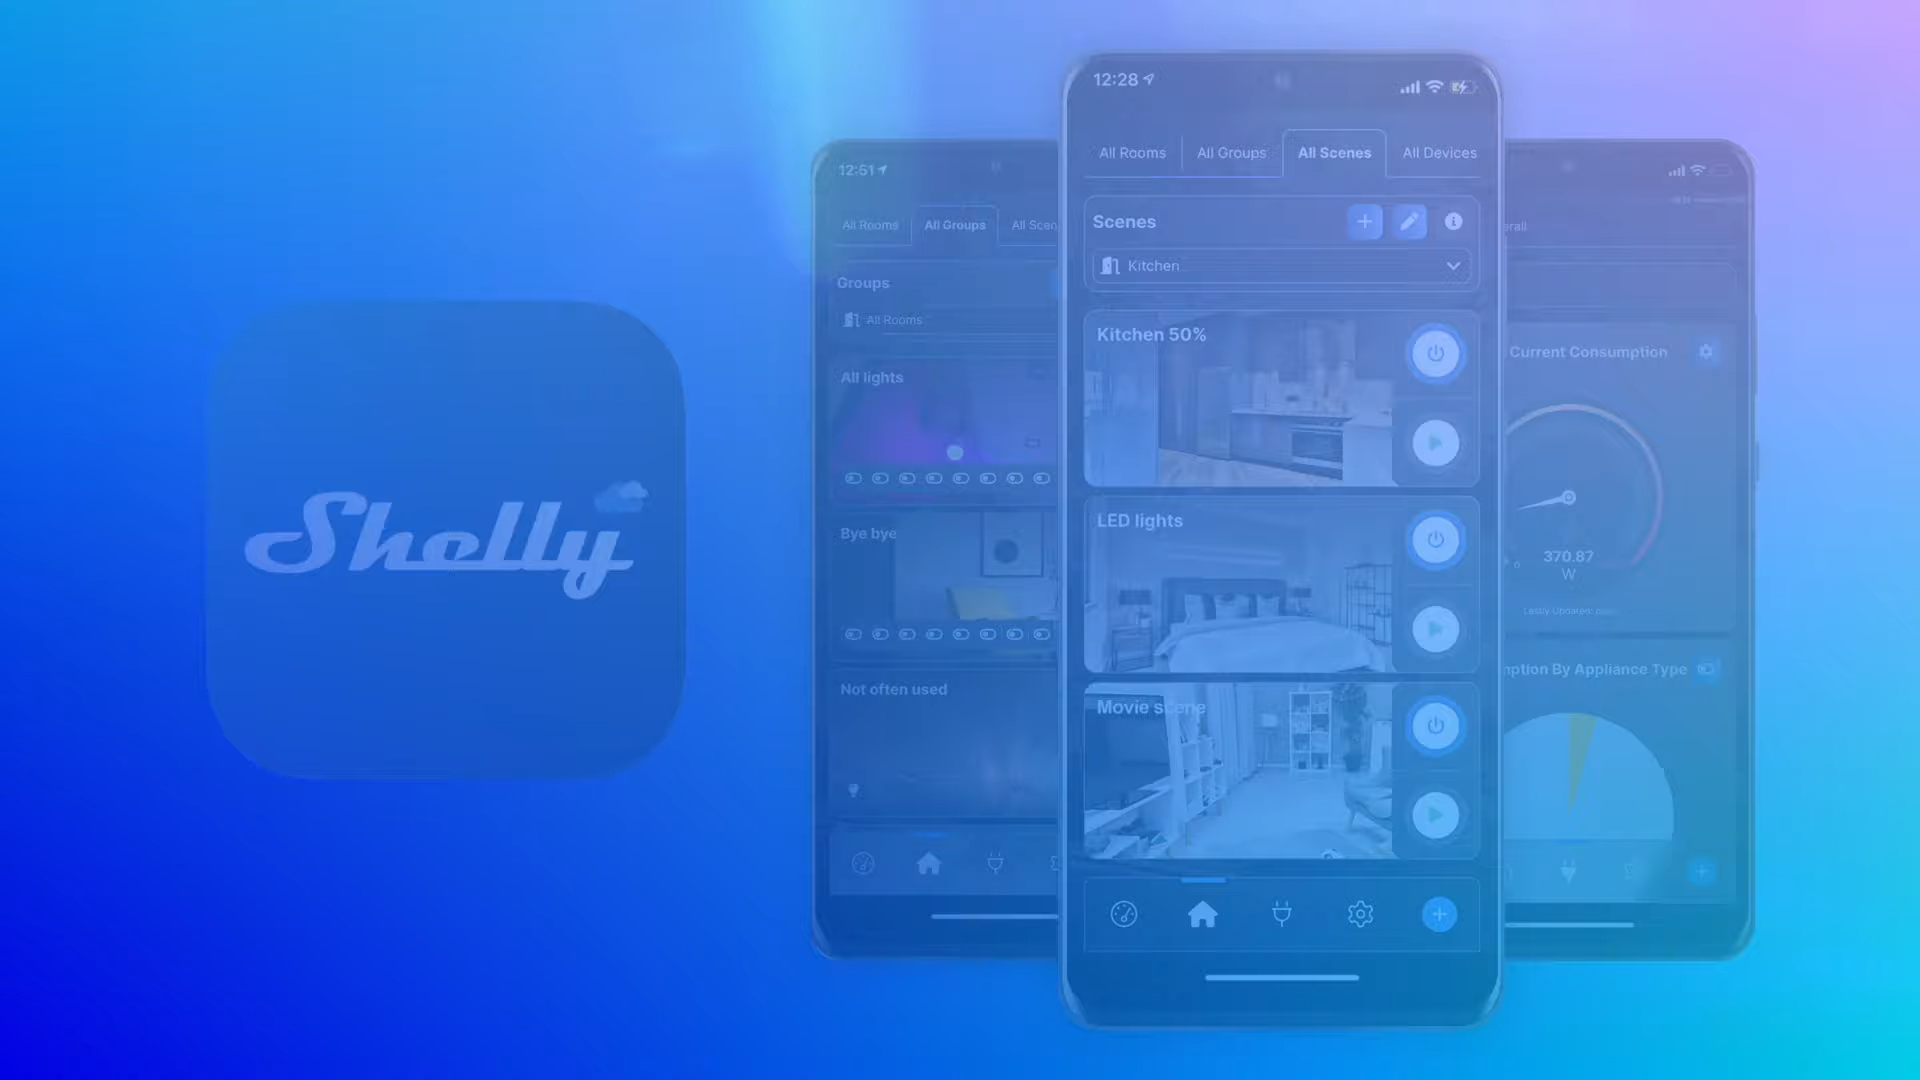 Shelly
12:51
All Rooms
All Groups
Groups
All Rooms
All lights
Bye bye
Not often used
12:28
All Rooms
All Groups
All Scenes
All Devices
Scenes
Kitchen
Kitchen 50%
LED lights
Movie scene
Current Consumption
370.87
W
Lastly Updated:
By Appliance Type